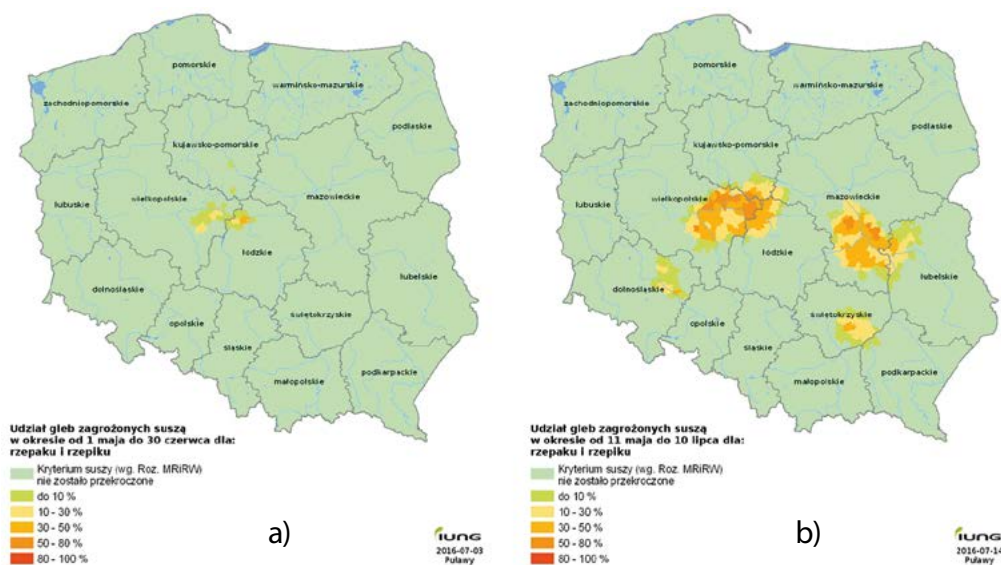 pomorskie
warmińsko-mazurskie
zachodniopomorskie
podlaskie
kujawsko-pomorskie
mazowieckie
wielkopolskie
lubuskie
łódzkie
lubelskie
dolnośląskie
opolskie
świętokrzyskie
śląskie
podkarpackie
małopolskie
Udział gleb zagrożonych suszą
w okresie od 1 maja do 30 czerwca dla:
rzepaku i rzepiku
Kryterium suszy (wg. Roz. MRiRW)
nie zostało przekroczone
do 10 %
10 - 30 %
30 - 50 %
50 - 80 %
80 - 100 %
a)
IUNG
2016-07-03
Puławy
pomorskie
warmińsko-mazurskie
zachodniopomorskie
podlaskie
kujawsko-pomorskie
mazowieckie
wielkopolskie
lubuskie
łódzkie
lubelskie
dolnośląskie
opolskie
świętokrzyskie
śląskie
podkarpackie
małopolskie
Udział gleb zagrożonych suszą
w okresie od 11 maja do 10 lipca dla:
rzepaku i rzepiku
Kryterium suszy (wg. Roz. MRiRW)
nie zostało przekroczone
do 10 %
10 - 30 %
30 - 50 %
50 - 80 %
80 - 100 %
b)
IUNG
2016-07-14
Puławy